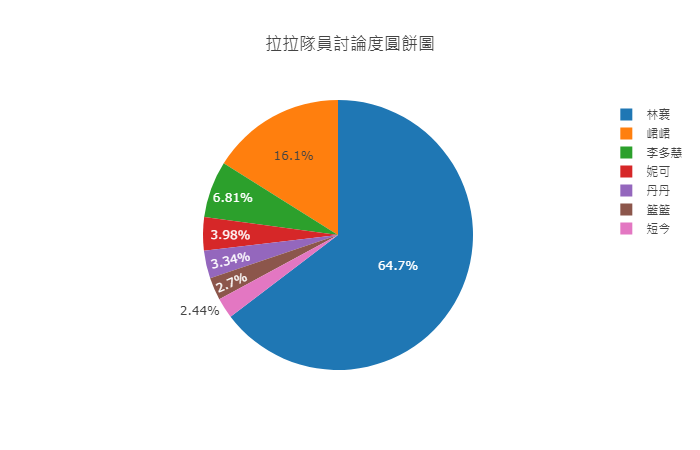 拉拉隊員討論度圓餅圖
林襄
峮峮
李多慧
妮可
丹丹
籃籃
短今
16.1%
6.81%
3.98%
3.34%
2.7%
2.44%
64.7%